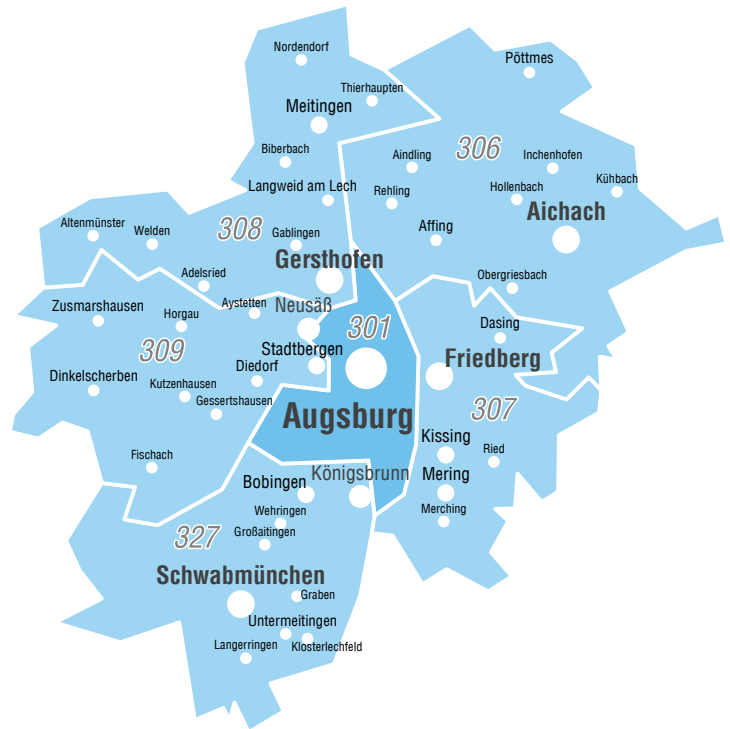 Nordendorf
Pöttmes
Thierhaupten
Meitingen
Biberbach
Aindling
306
Inchenhofen
Langweid am Lech
Rehling
Hollenbach
Kühbach
Altenmünster
Welden
308
Gablingen
Affing
Aichach
Gersthofen
Adelsried
Obergriesbach
Zusmarshausen
Horgau
Aystetten
Neusäß
301
Dasing
309
Stadtbergen
Friedberg
Dinkelscherben
Kutzenhausen
Diedorf
Gessertshausen
Augsburg
307
Kissing
Fischach
Ried
Königsbrunn
Mering
Bobingen
Merching
Wehringen
327
Großaitingen
Schwabmünchen
Graben
Untermeitingen
Langerringen
Klosterlechfeld